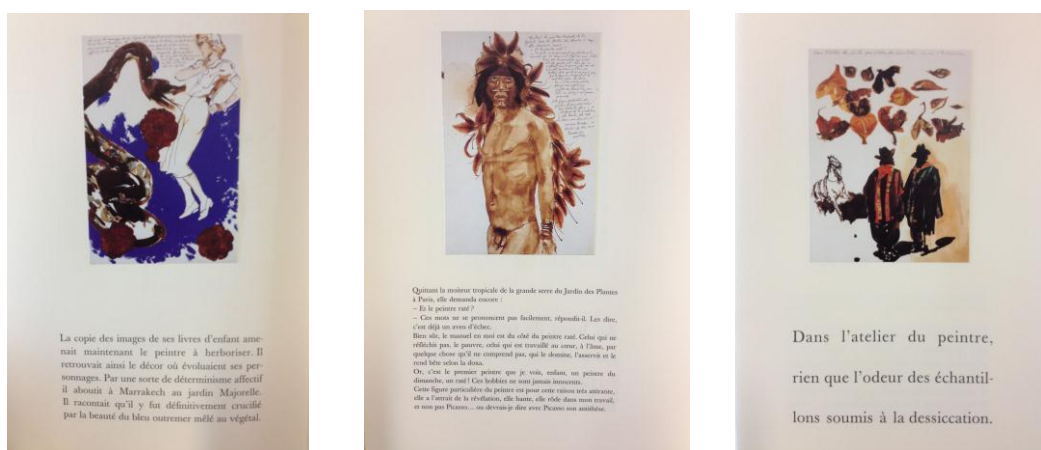 La copie des images de ses livres d'enfant ame-
nait maintenant le peintre à herboriser. Il
retrouvait ainsi le décor où évoluaient ses per-
sonnages. Par une sorte de déterminisme affectif
il aboutit à Marrakech au jardin Majorelle.
Il racontait qu'il y fut définitivement crucifié
par la beauté du bleu outremer mêlé au végétal.
Quittant la moiteur tropicale de la grande serre du Jardin des Plantes
à Paris, elle demanda encore :
– Et le peintre raté ?
– Ces mots ne se prononcent pas facilement, répondit-il. Les dire,
c'est déjà un aveu d'échec.
Bien sûr, le manuel en moi est du côté du peintre raté. Celui qui ne
réfléchit pas, le pauvre, celui qui est travaillé au cœur, à l'âme, par
quelque chose qu'il ne comprend pas, qui le domine, l'asservit et le
rend bête selon la doxa.
Or, c'est le premier peintre que je vois, enfant, un peintre du
dimanche, un raté ! Ces hobbies ne sont jamais innocents.
Cette figure particulière du peintre est pour cette raison très attirante,
elle a l'attrait de la révélation, elle hante, elle rôde dans mon travail,
et non pas Picasso... ou devrais-je dire avec Picasso son antithèse.
Dans l'atelier du peintre,
rien que l'odeur des échantil-
lons soumis à la dessiccation.